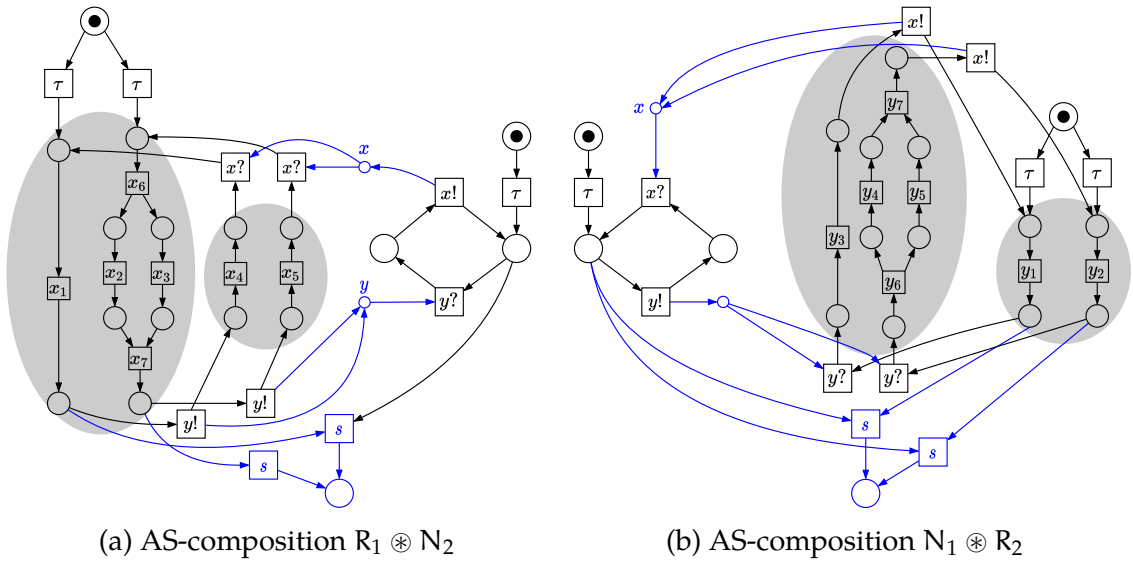 x!
x!
y₇
x
τ τ
x
τ
x? x?
x₆
τ
x!
τ
x?
y₄ y₅
τ τ
y₃
x₂ x₃
x₄ x₅
y₁ y₂
x₁
y₆
y
y?
y!
x₇
y? y?
y!
y!
s
s
s
s
(a) AS-composition R₁ ⊛ N₂
(b) AS-composition N₁ ⊛ R₂